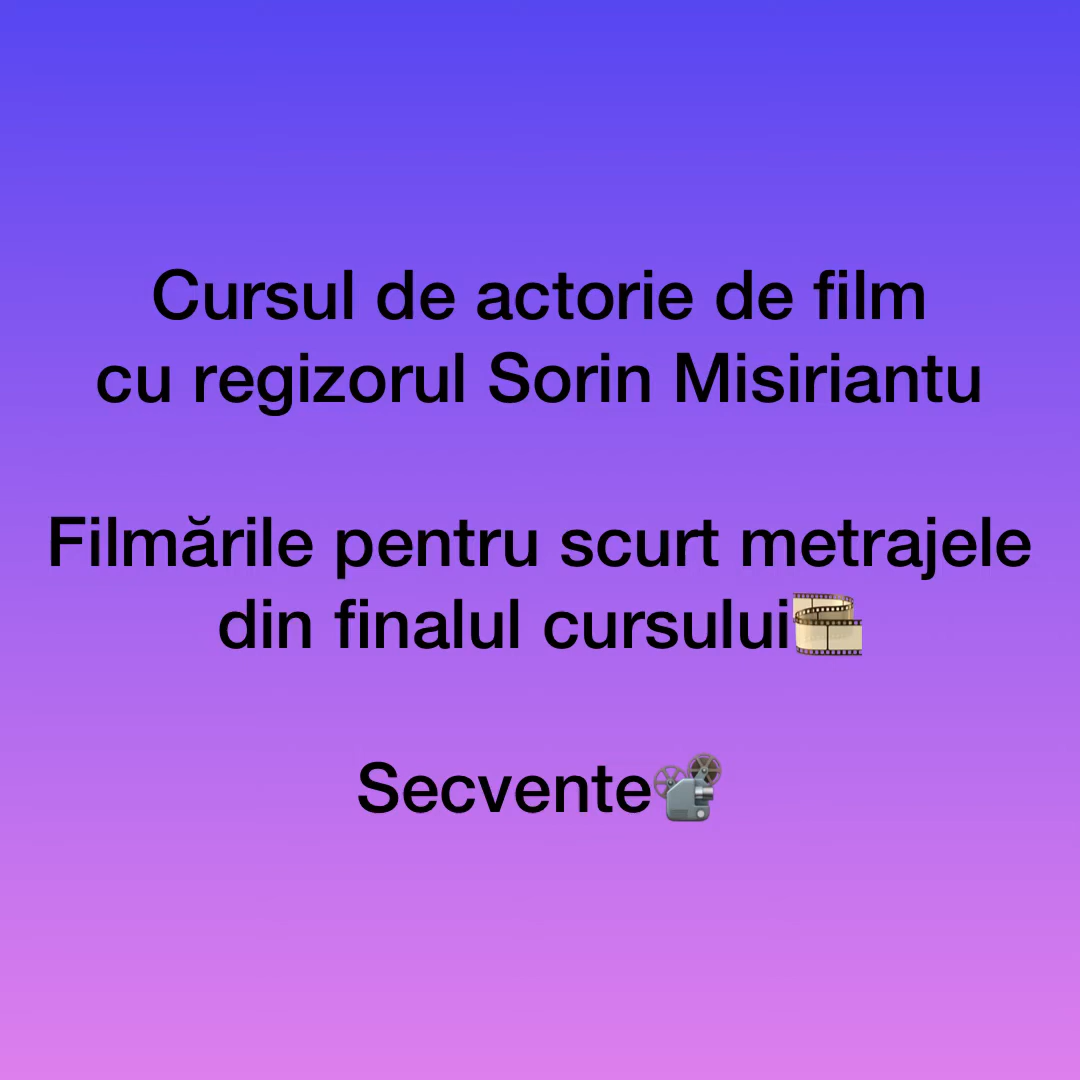 Cursul de actorie de film
cu regizorul Sorin Misiriantu
Filmările pentru scurt metrajele
din finalul cursului🎞️
Secvente📽️